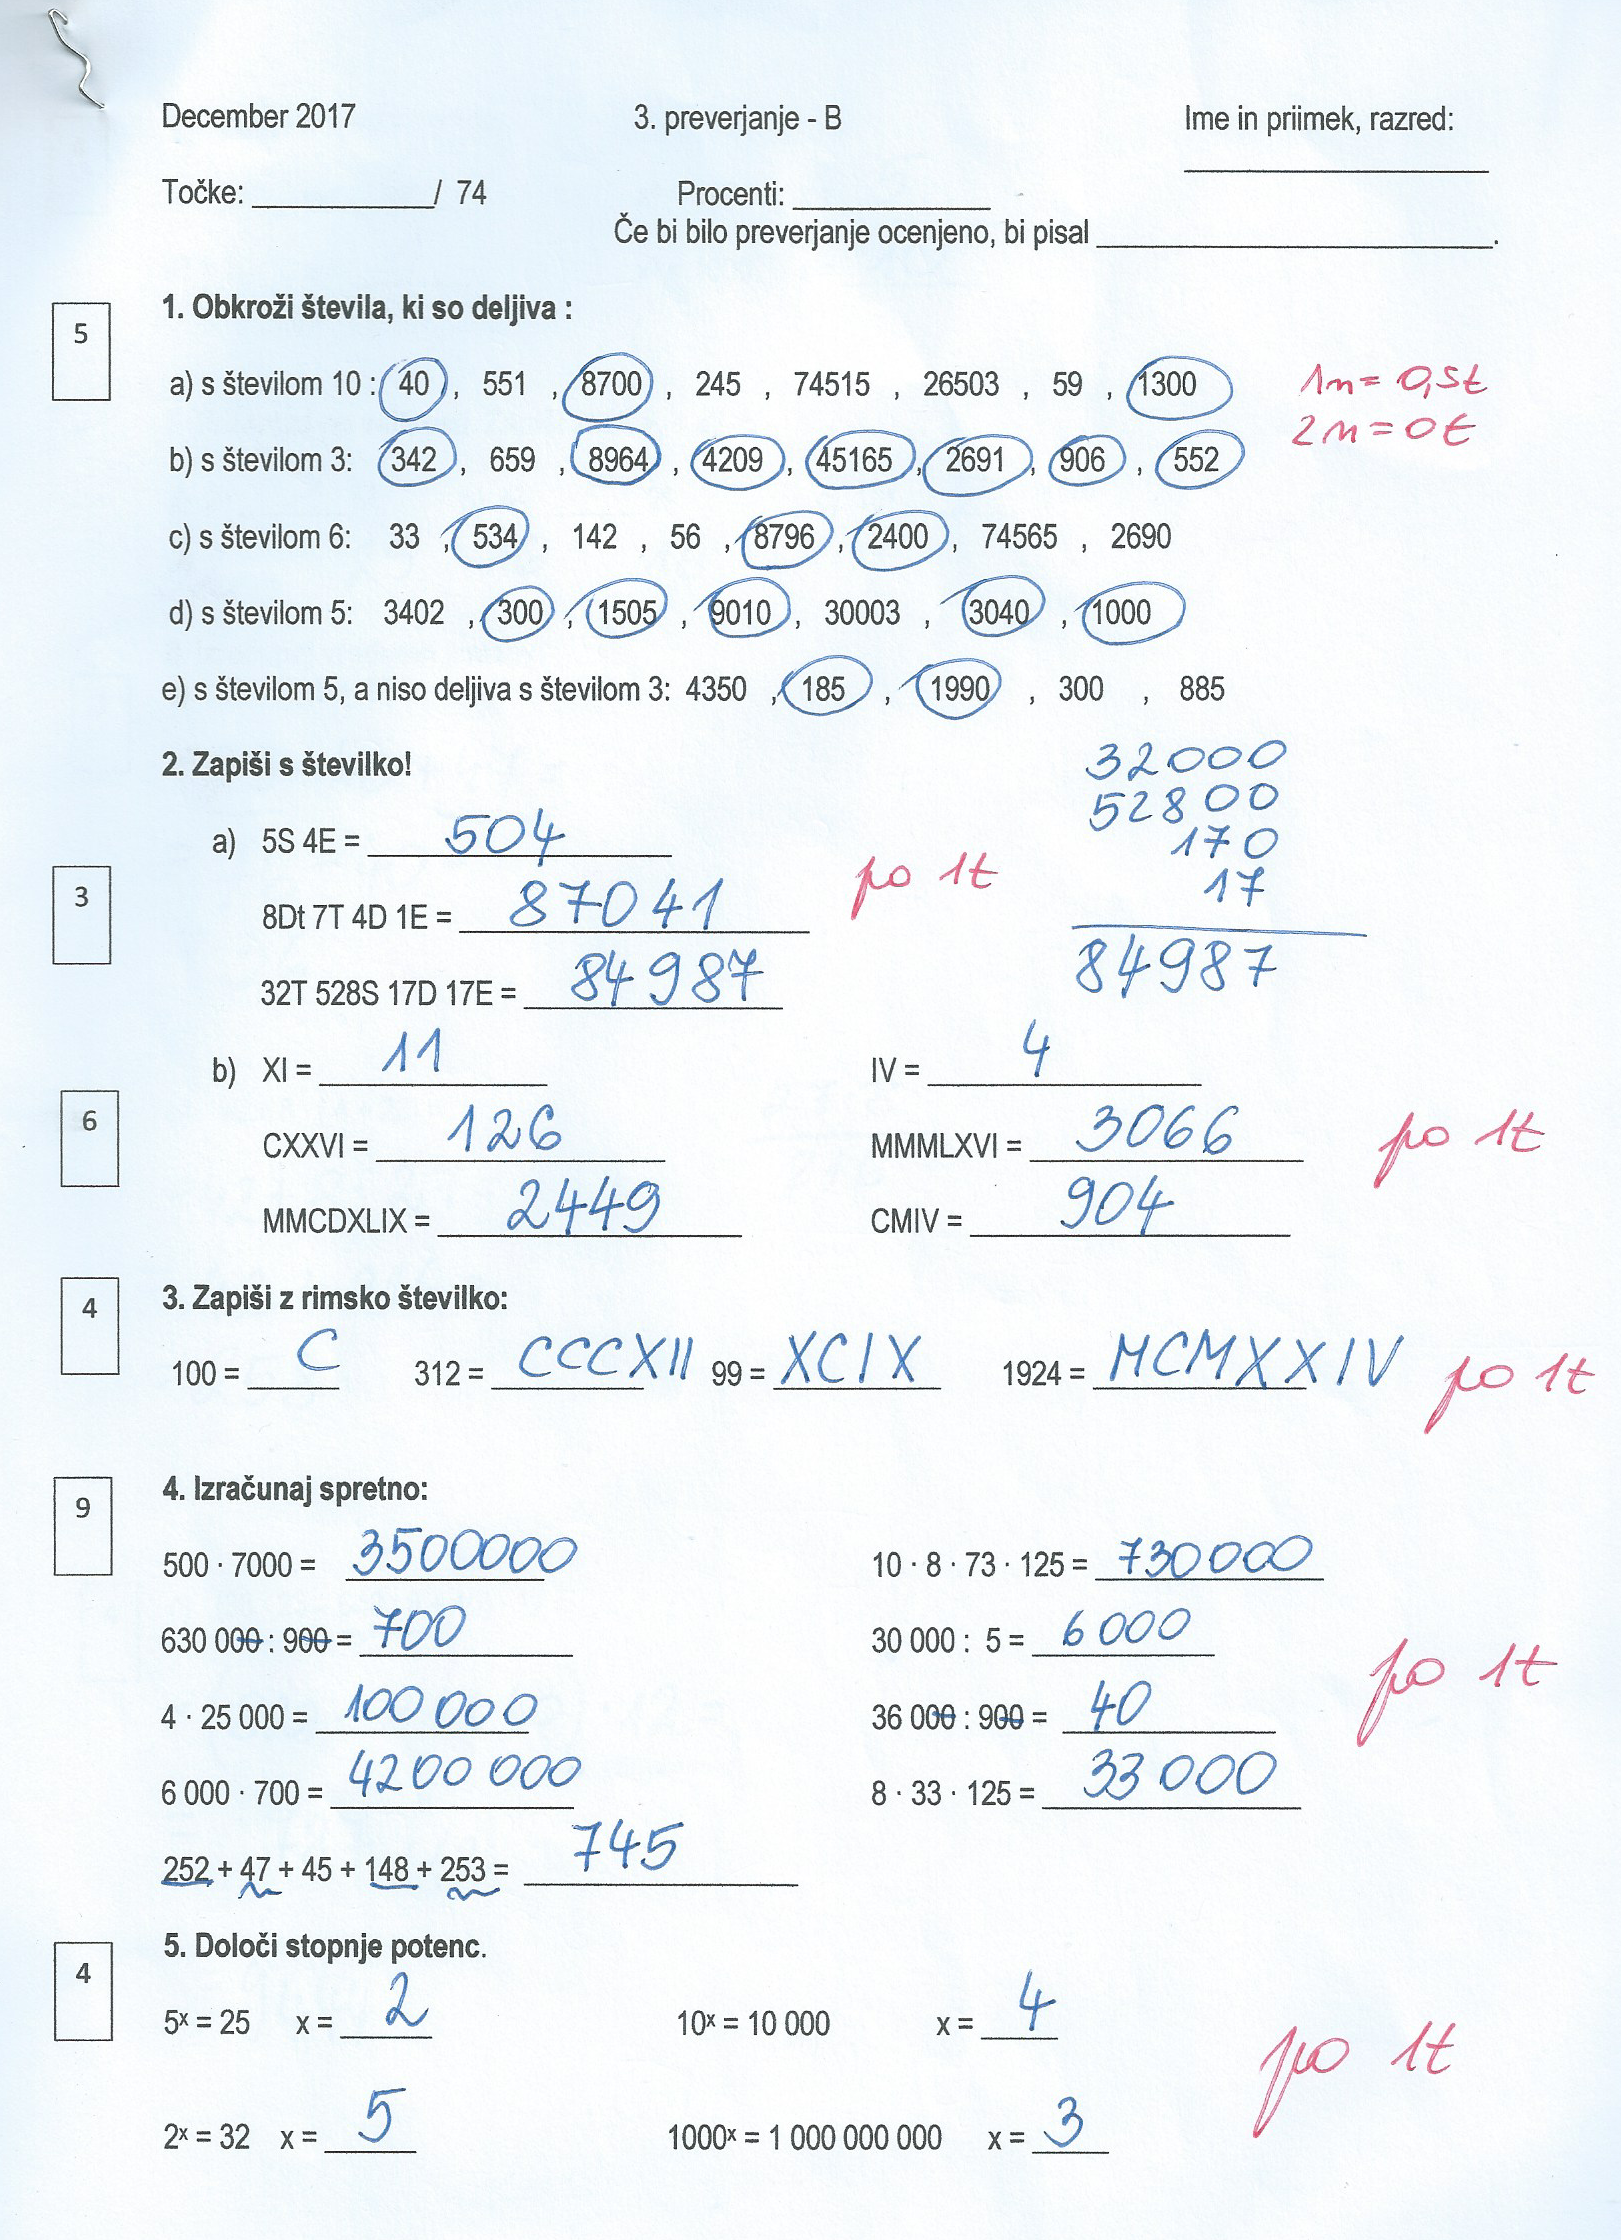 December 2017 3. preverjanje - B Ime in priimek, razred:
Točke: / 74 Procenti:
Če bi bilo preverjanje ocenjeno, bi pisal .
5 1. Obkroži števila, ki so deljiva :
a) s številom 10 : 40 , 551 , 8700 , 245 , 74515 , 26503 , 59 , 1300 1n = 0,5t
2n = 0t
b) s številom 3: 342 , 659 , 8964 , 4209 , 45165 , 2691 , 906 , 552
c) s številom 6: 33 , 534 , 142 , 56 , 8796 , 2400 , 74565 , 2690
d) s številom 5: 3402 , 300 , 1505 , 9010 , 30003 , 3040 , 1000
e) s številom 5, a niso deljiva s številom 3: 4350 , 185 , 1990 , 300 , 885
2. Zapiši s številko!
32000
52800
170
17
84987
a) 5S 4E = 504
3 8Dt 7T 4D 1E = 87041 po 1t
32T 528S 17D 17E = 84987
b) XI = 11 IV = 4
6 CXXVI = 126 MMMLXVI = 3066 po 1t
MMCDXLIX = 2449 CMIV = 904
4 3. Zapiši z rimsko številko:
100 = C 312 = CCCXII 99 = XCIX 1924 = MCMXXIV po 1t
9 4. Izračunaj spretno:
500 · 7000 = 3500000 10 · 8 · 73 · 125 = 730000
630 000 : 900 = 700 30 000 : 5 = 6000 po 1t
4 · 25 000 = 100 000 36 000 : 900 = 40
6 000 · 700 = 4200 000 8 · 33 · 125 = 33 000
252 + 47 + 45 + 148 + 253 = 745
4 5. Določi stopnje potenc.
5ˣ = 25 x = 2 10ˣ = 10 000 x = 4 po 1t
2ˣ = 32 x = 5 1000ˣ = 1 000 000 000 x = 3